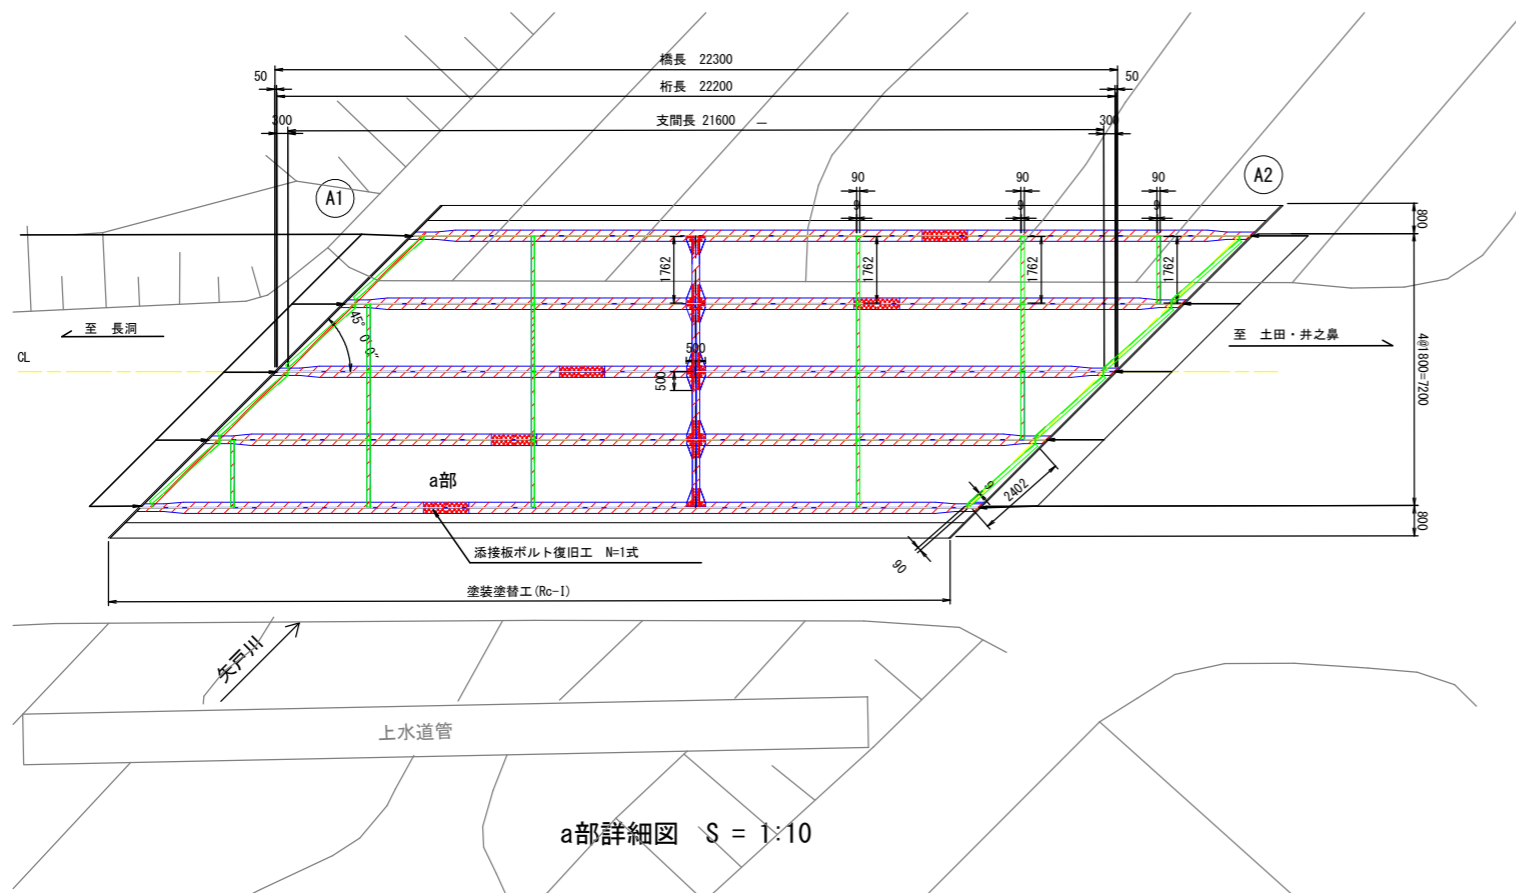 橋長 22300
50
50
桁長 22200
300
支間長 21600
300
A1
A2
90
90
90
9
9
800
1762
1762
1762
1762
至 長洞
45° 0′0″
至 土田・井之鼻
CL
500
500
4@1800=7200
a部
9
2402
800
添接板ボルト復旧工 N=1式
90
塗装塗替工(Rc-I)
矢戸川
上水道管
a部詳細図 S = 1:10